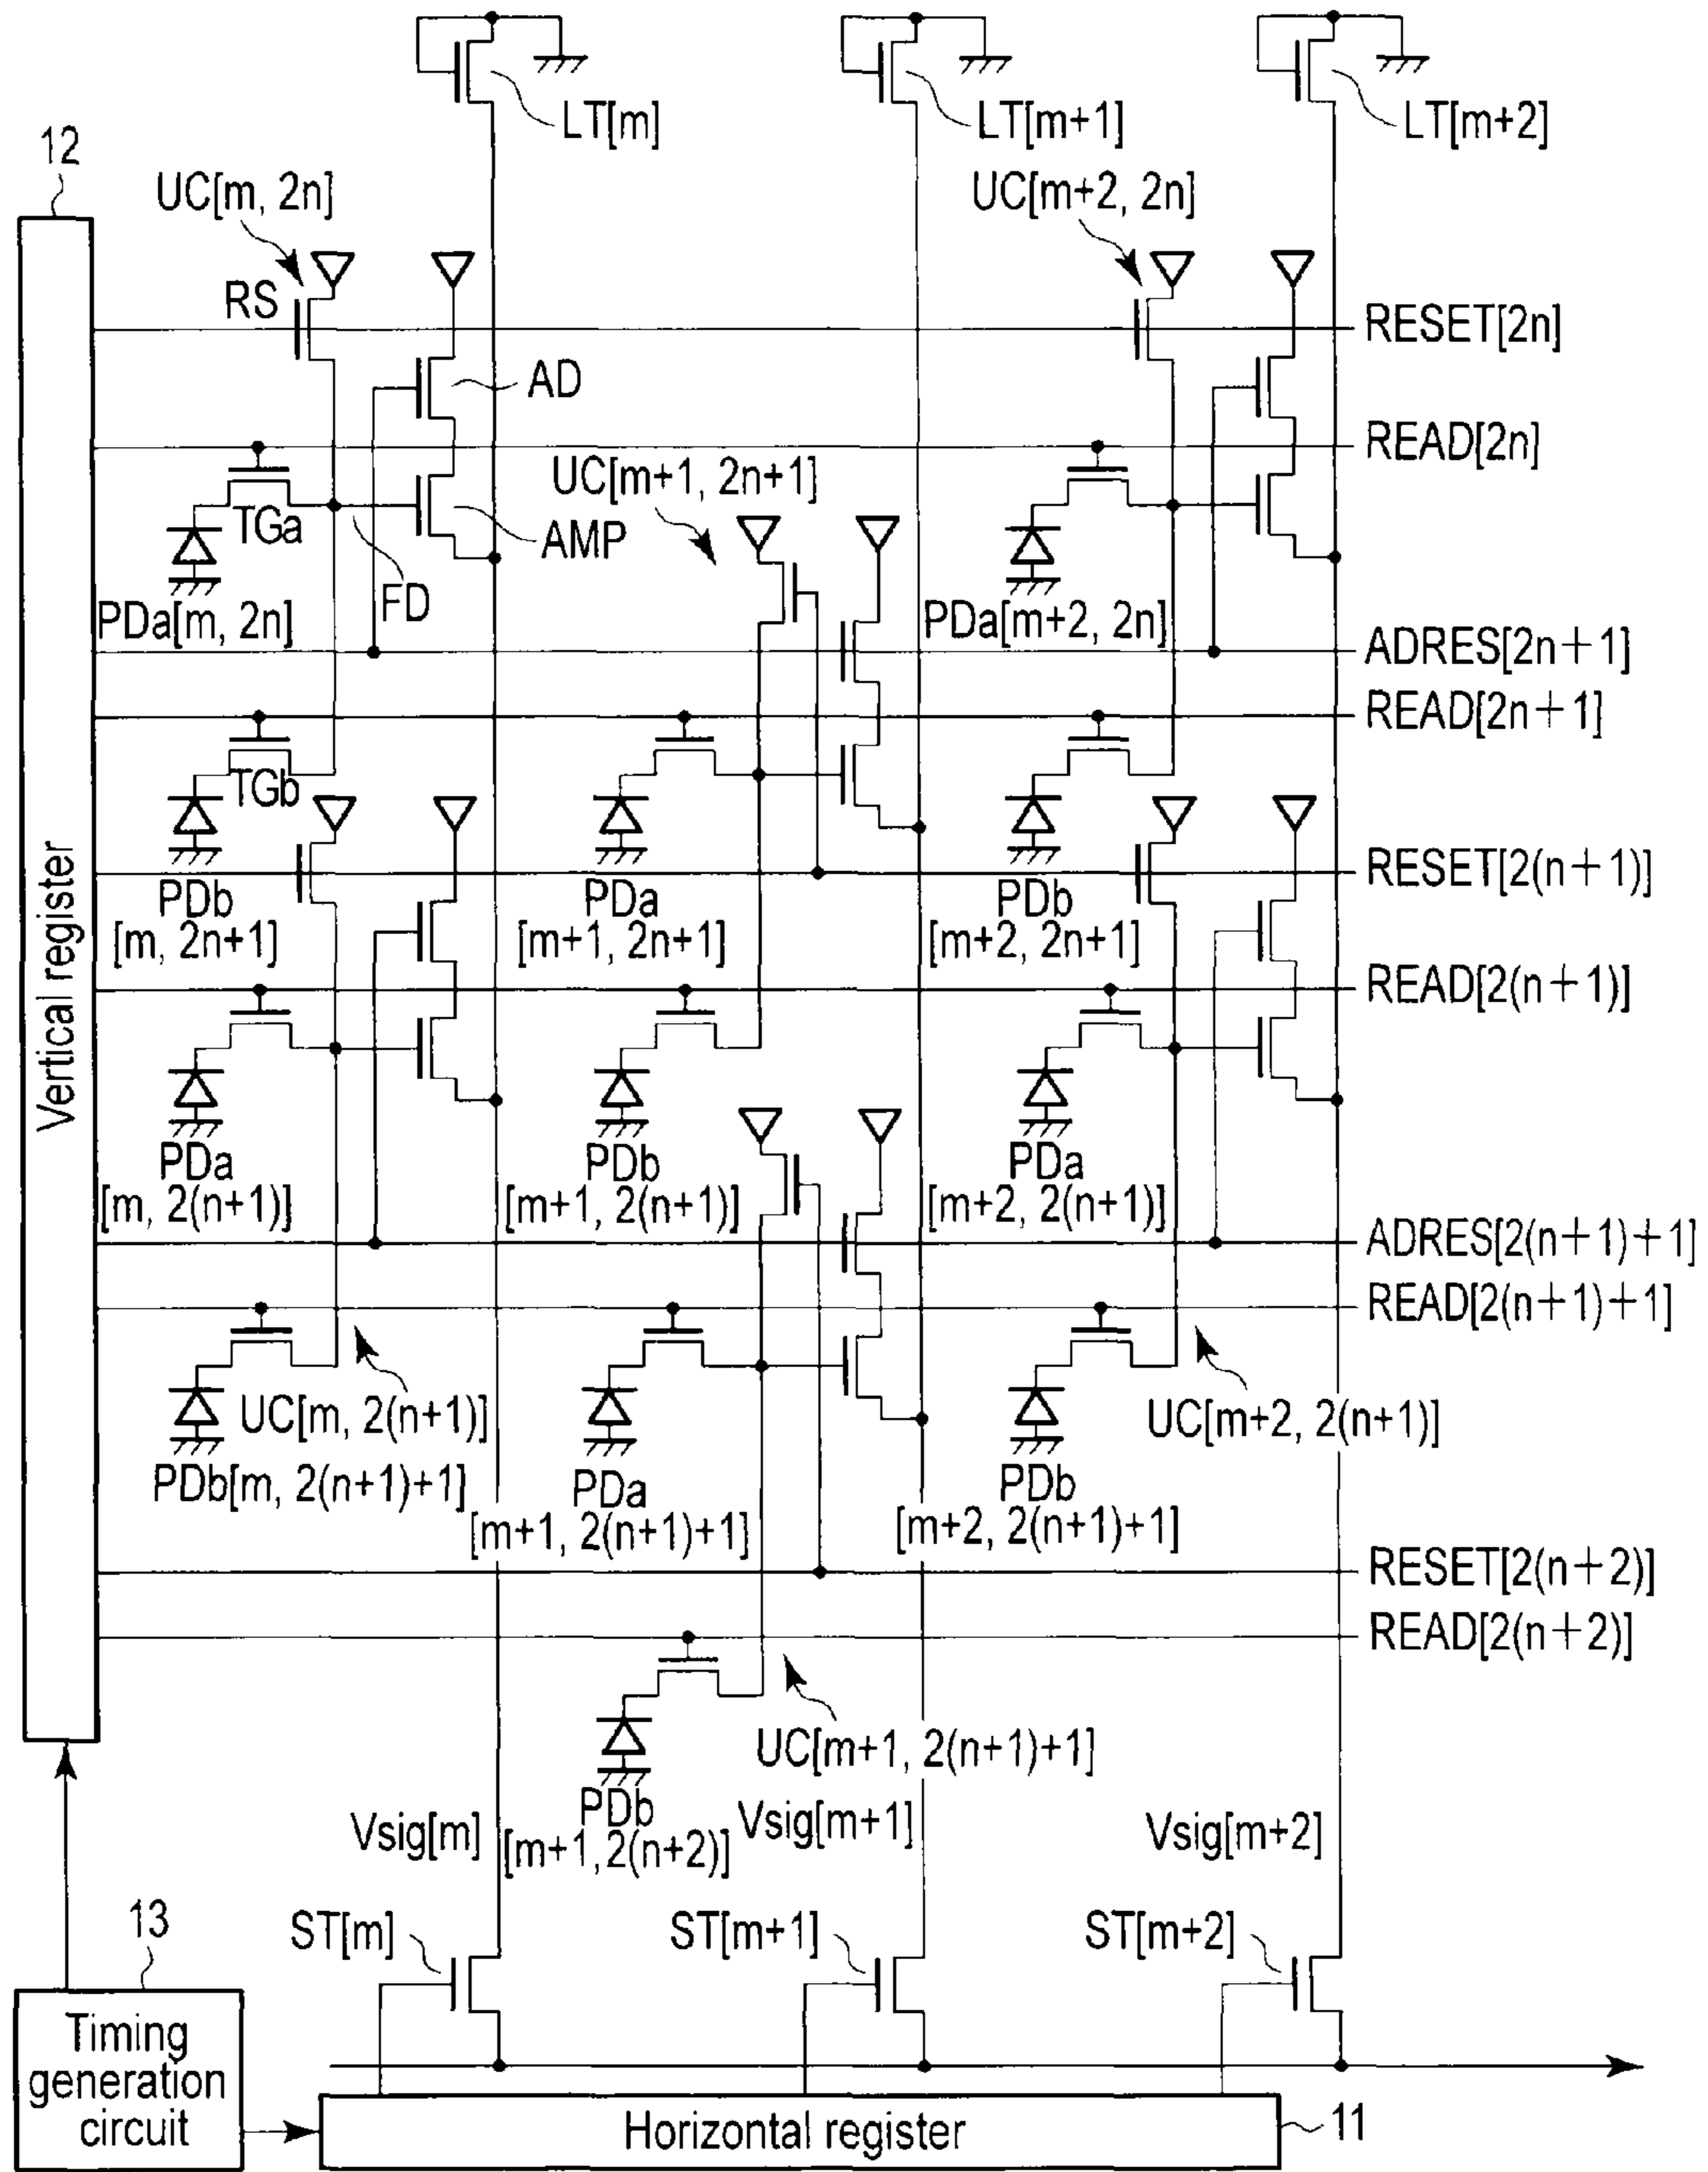 LT[m]
LT[m+1]
LT[m+2]
12
UC[m, 2n]
UC[m+2, 2n]
RS
RESET[2n]
AD
READ[2n]
UC[m+1, 2n+1]
TGa
AMP
FD
PDa[m, 2n]
PDa[m+2, 2n]
ADRES[2n+1]
READ[2n+1]
TGb
RESET[2(n+1)]
PDb
[m, 2n+1]
PDa
[m+1, 2n+1]
PDb
[m+2, 2n+1]
Vertical register
READ[2(n+1)]
PDa
[m, 2(n+1)]
PDb
[m+1, 2(n+1)]
PDa
[m+2, 2(n+1)]
ADRES[2(n+1)+1]
READ[2(n+1)+1]
UC[m, 2(n+1)]
UC[m+2, 2(n+1)]
PDb[m, 2(n+1)+1]
PDa
[m+1, 2(n+1)+1]
PDb
[m+2, 2(n+1)+1]
RESET[2(n+2)]
READ[2(n+2)]
UC[m+1, 2(n+1)+1]
PDb
[m+1,2(n+2)]
Vsig[m]
Vsig[m+1]
Vsig[m+2]
13
ST[m]
ST[m+1]
ST[m+2]
Timing
generation
circuit
Horizontal register
11